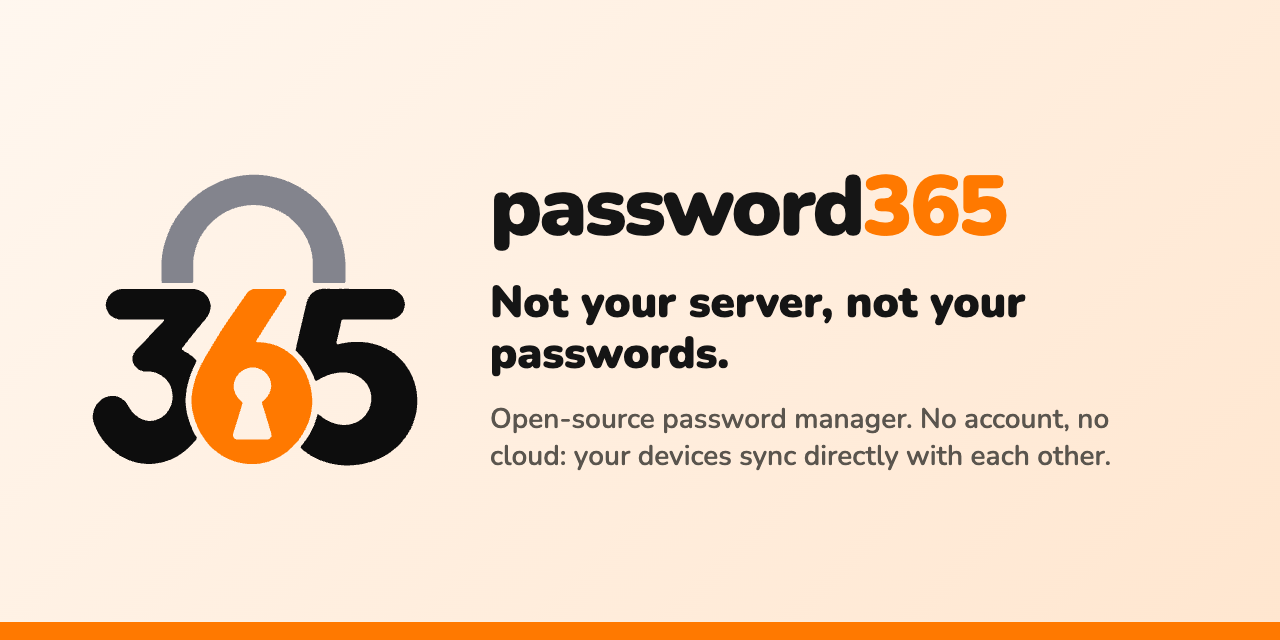 365
password365
Not your server, not your
passwords.
Open-source password manager. No account, no
cloud: your devices sync directly with each other.